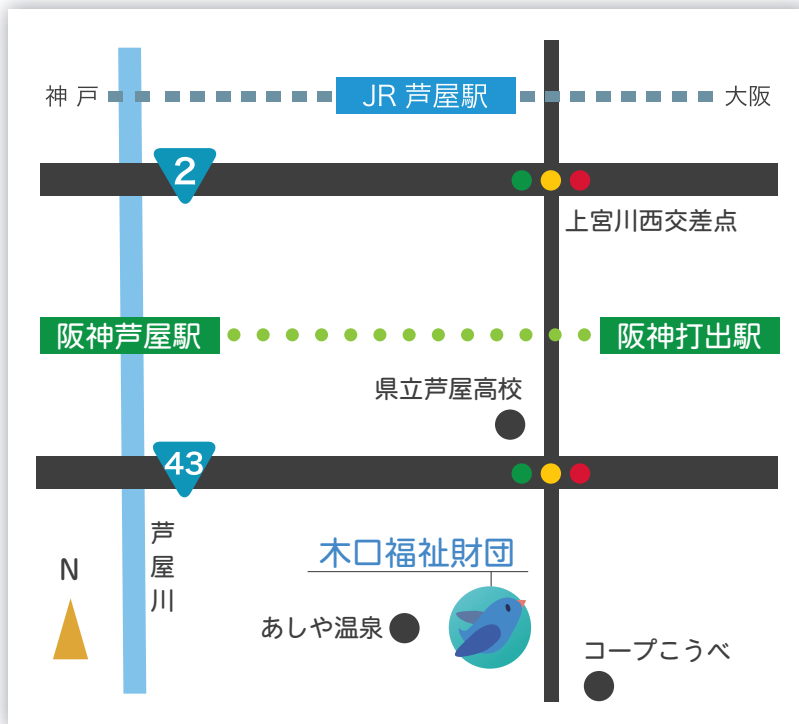 神戸
JR 芦屋駅
大阪
2
上宮川西交差点
阪神芦屋駅
阪神打出駅
県立芦屋高校
43
芦屋川
木口福祉財団
N
あしや温泉
コープこうべ